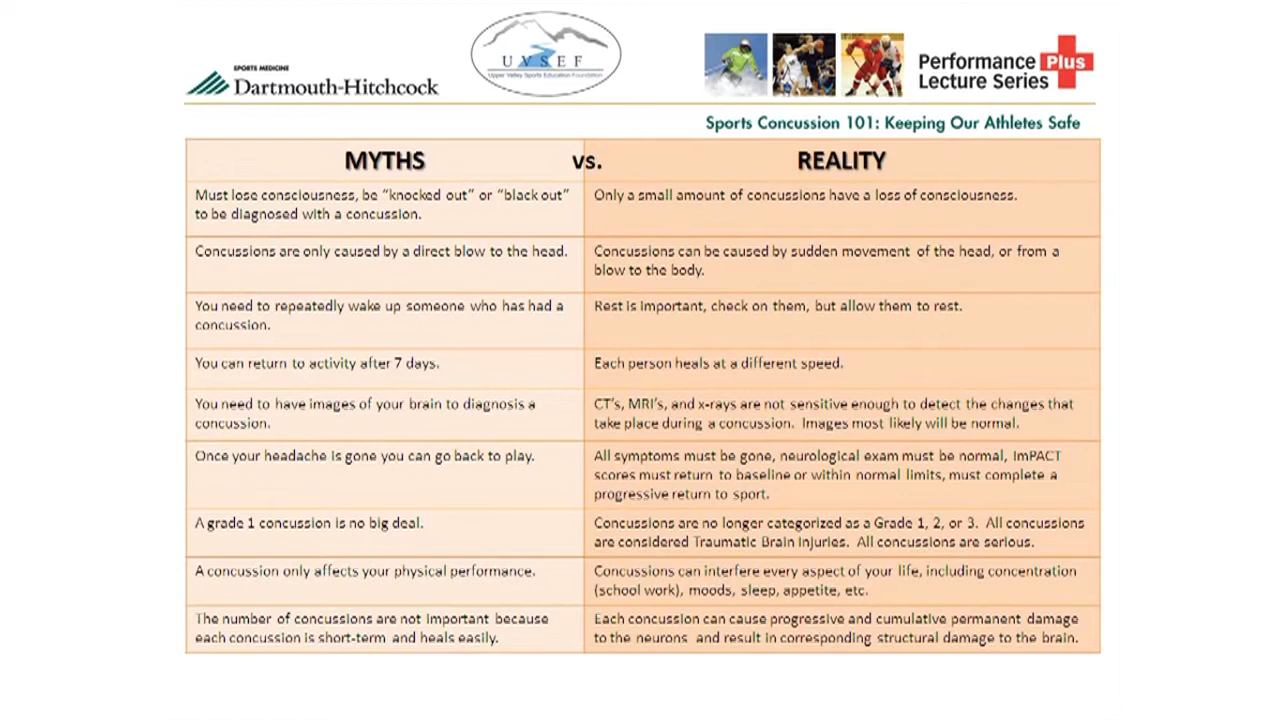 SPORTS MEDICINE
Dartmouth-Hitchcock
UVSEF
Upper Valley Sports Education Foundation
Performance Plus
Lecture Series
Sports Concussion 101: Keeping Our Athletes Safe
MYTHS vs. REALITY
Must lose consciousness, be “knocked out” or “black out”
to be diagnosed with a concussion.
Only a small amount of concussions have a loss of consciousness.
Concussions are only caused by a direct blow to the head.
Concussions can be caused by sudden movement of the head, or from a
blow to the body.
You need to repeatedly wake up someone who has had a
concussion.
Rest is important, check on them, but allow them to rest.
You can return to activity after 7 days.
Each person heals at a different speed.
You need to have images of your brain to diagnosis a
concussion.
CT’s, MRI’s, and x-rays are not sensitive enough to detect the changes that
take place during a concussion. Images most likely will be normal.
Once your headache is gone you can go back to play.
All symptoms must be gone, neurological exam must be normal, ImPACT
scores must return to baseline or within normal limits, must complete a
progressive return to sport.
A grade 1 concussion is no big deal.
Concussions are no longer categorized as a Grade 1, 2, or 3. All concussions
are considered Traumatic Brain Injuries. All concussions are serious.
A concussion only affects your physical performance.
Concussions can interfere every aspect of your life, including concentration
(school work), moods, sleep, appetite, etc.
The number of concussions are not important because
each concussion is short-term and heals easily.
Each concussion can cause progressive and cumulative permanent damage
to the neurons and result in corresponding structural damage to the brain.